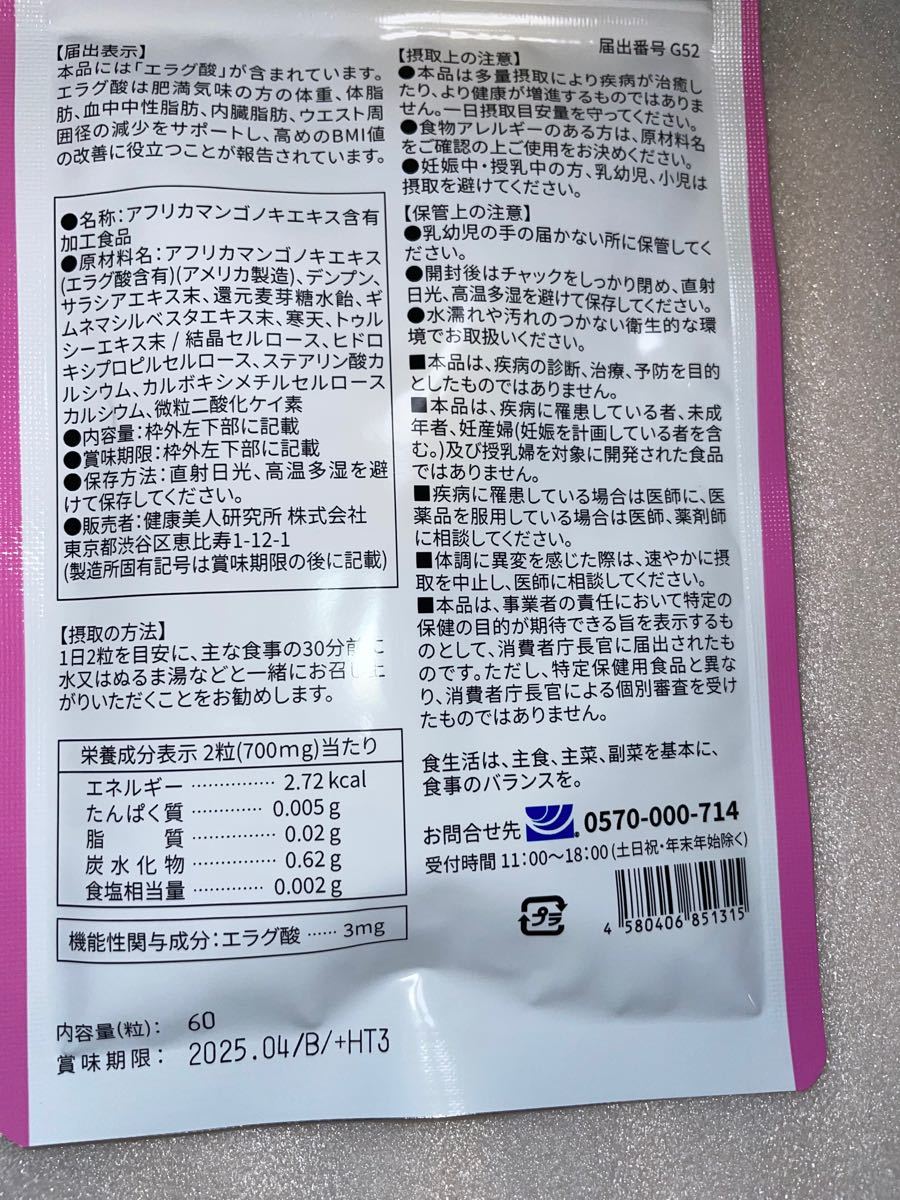 【届出表示】
本品には「エラグ酸」が含まれています。
エラグ酸は肥満気味の方の体重、体脂
肪、血中中性脂肪、内臓脂肪、ウエスト周
囲径の減少をサポートし、高めのBMI値
の改善に役立つことが報告されています。
●名称：アフリカマンゴノキエキス含有
加工食品
●原材料名：アフリカマンゴノキエキス
(エラグ酸含有)(アメリカ製造)、デンプン、
サラシアエキス末、還元麦芽糖水飴、ギ
ムネマシルベスタエキス末、寒天、トゥル
シーエキス末 / 結晶セルロース、ヒドロ
キシプロピルセルロース、ステアリン酸カ
ルシウム、カルボキシメチルセルロース
カルシウム、微粒二酸化ケイ素
●内容量：枠外左下部に記載
●賞味期限：枠外左下部に記載
●保存方法：直射日光、高温多湿を避
けて保存してください。
●販売者：健康美人研究所 株式会社
東京都渋谷区恵比寿1-12-1
(製造所固有記号は賞味期限の後に記載)
【摂取の方法】
1日2粒を目安に、主な食事の30分前に
水又はぬるま湯などと一緒にお召し上
がりいただくことをお勧めします。
栄養成分表示 2粒(700mg)当たり
エネルギー ………… 2.72 kcal
たんぱく質 ………… 0.005 g
脂 質 ………… 0.02 g
炭水化物 ………… 0.62 g
食塩相当量 ………… 0.002 g
機能性関与成分：エラグ酸 …… 3mg
内容量(粒)： 60
賞味期限： 2025.04/B/+HT3
届出番号 G52
【摂取上の注意】
●本品は多量摂取により疾病が治癒し
たり、より健康が増進するものではありま
せん。一日摂取目安量を守ってください。
●食物アレルギーのある方は、原材料名
をご確認の上ご使用をお決めください。
●妊娠中・授乳中の方、乳幼児、小児は
摂取を避けてください。
【保管上の注意】
●乳幼児の手の届かない所に保管してく
ださい。
●開封後はチャックをしっかり閉め、直射
日光、高温多湿を避けて保存してください。
●水濡れや汚れのつかない衛生的な環
境でお取扱いください。
■本品は、疾病の診断、治療、予防を目的
としたものではありません。
■本品は、疾病に罹患している者、未成
年者、妊産婦(妊娠を計画している者を含
む。)及び授乳婦を対象に開発された食品
ではありません。
■疾病に罹患している場合は医師に、医
薬品を服用している場合は医師、薬剤師
に相談してください。
■体調に異変を感じた際は、速やかに摂
取を中止し、医師に相談してください。
■本品は、事業者の責任において特定の
保健の目的が期待できる旨を表示するも
のとして、消費者庁長官に届出されたも
のです。ただし、特定保健用食品と異な
り、消費者庁長官による個別審査を受け
たものではありません。
食生活は、主食、主菜、副菜を基本に、
食事のバランスを。
お問合せ先 0570-000-714
受付時間 11:00～18:00 (土日祝・年末年始除く)
プラ
4 580406 851315